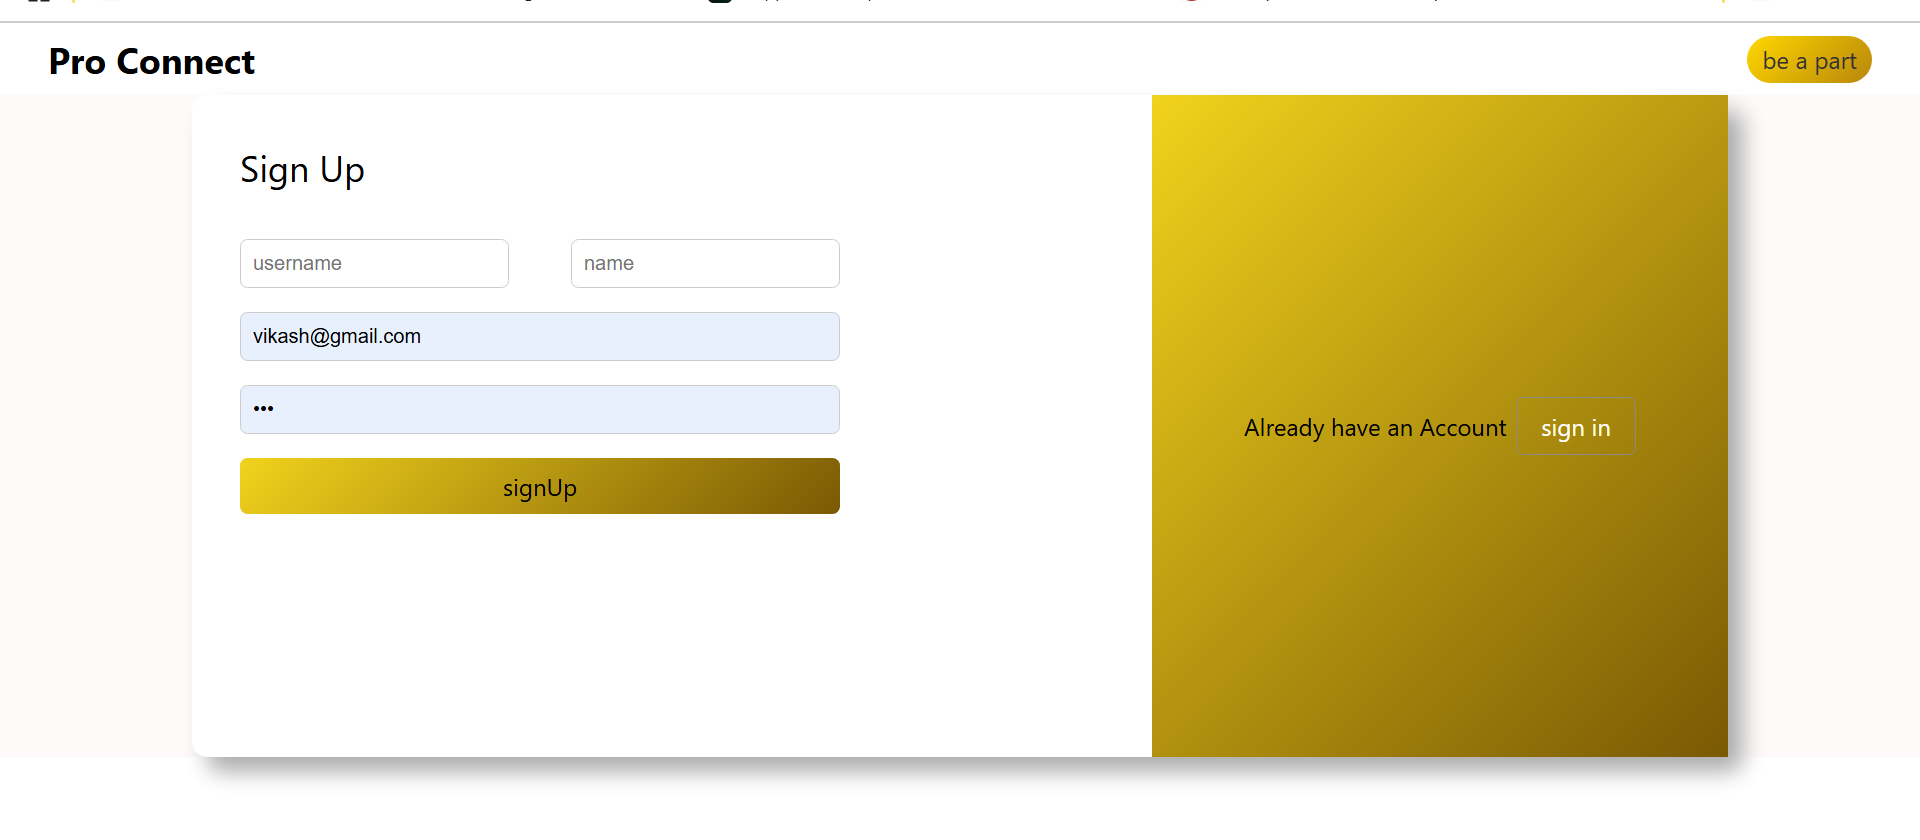 Pro Connect
be a part
Sign Up
username
name
vikash@gmail.com
•••
signUp
Already have an Account
sign in